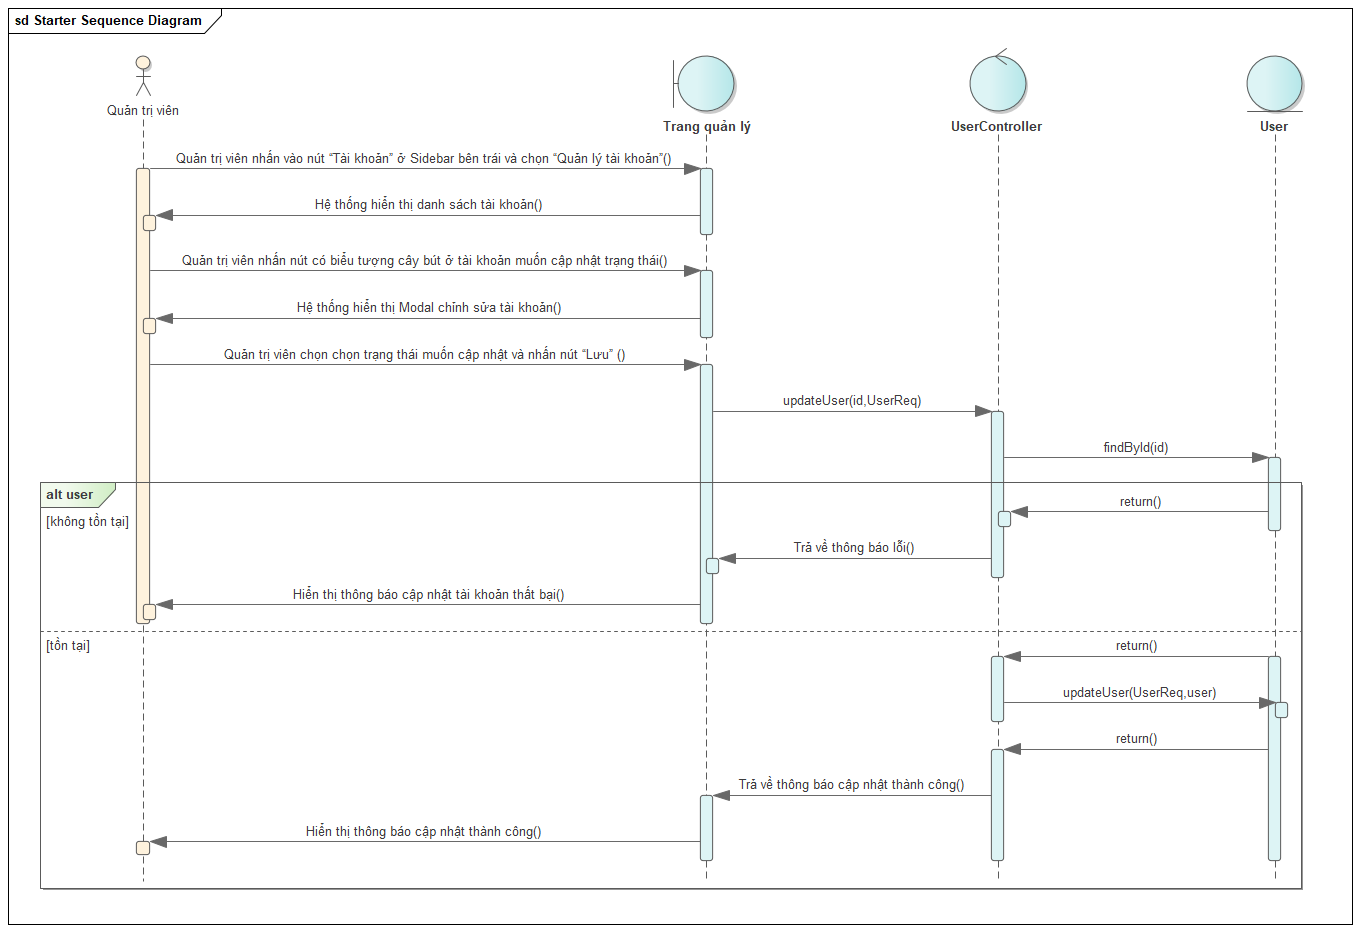 sd Starter Sequence Diagram
Quản trị viên
Trang quản lý
UserController
User
Quản trị viên nhấn vào nút “Tài khoản” ở Sidebar bên trái và chọn “Quản lý tài khoản”()
Hệ thống hiển thị danh sách tài khoản()
Quản trị viên nhấn nút có biểu tượng cây bút ở tài khoản muốn cập nhật trạng thái()
Hệ thống hiển thị Modal chỉnh sửa tài khoản()
Quản trị viên chọn chọn trạng thái muốn cập nhật và nhấn nút “Lưu” ()
updateUser(id,UserReq)
findById(id)
alt user
[không tồn tại]
return()
Trả về thông báo lỗi()
Hiển thị thông báo cập nhật tài khoản thất bại()
[tồn tại]
return()
updateUser(UserReq,user)
return()
Trả về thông báo cập nhật thành công()
Hiển thị thông báo cập nhật thành công()